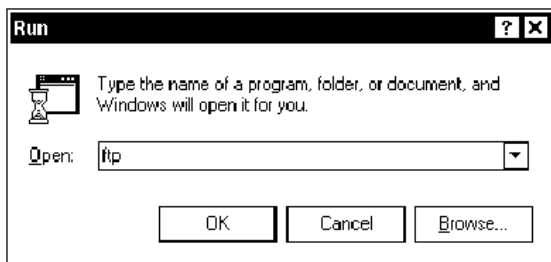 Run
Type the name of a program, folder, or document, and
Windows will open it for you.
Open: ftp
OK Cancel Browse...